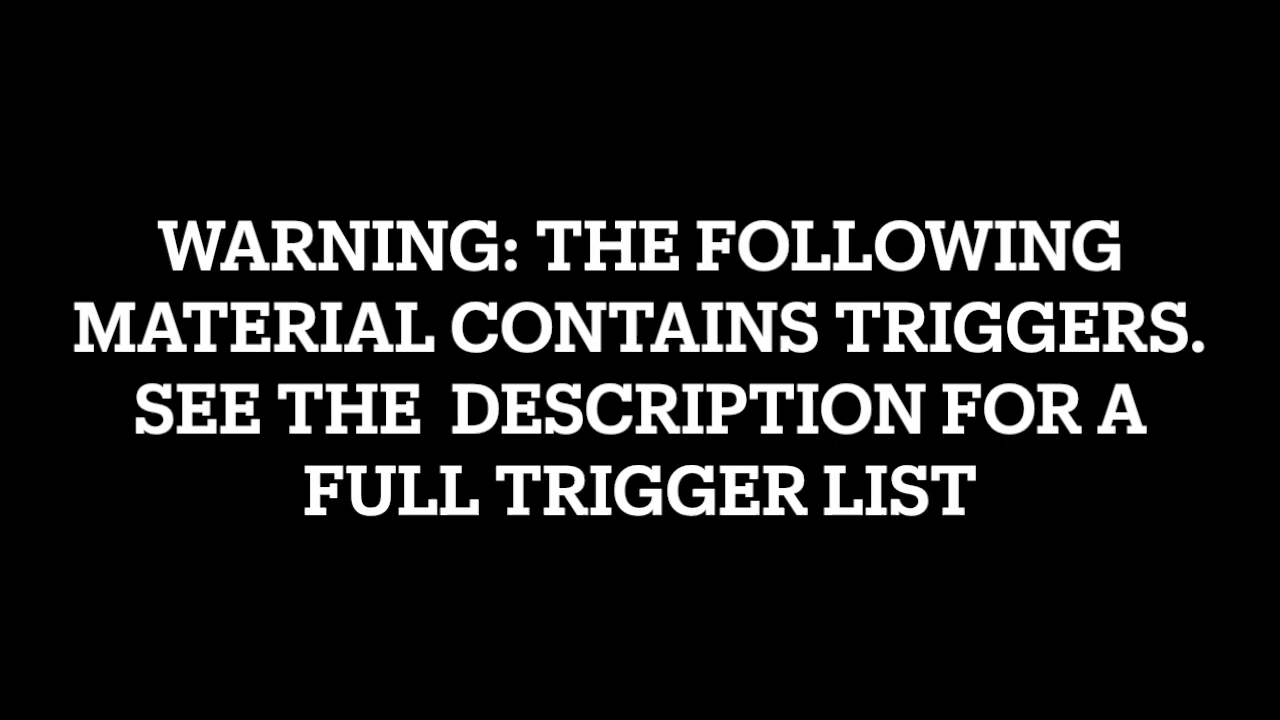 WARNING: THE FOLLOWING
MATERIAL CONTAINS TRIGGERS.
SEE THE  DESCRIPTION FOR A
FULL TRIGGER LIST